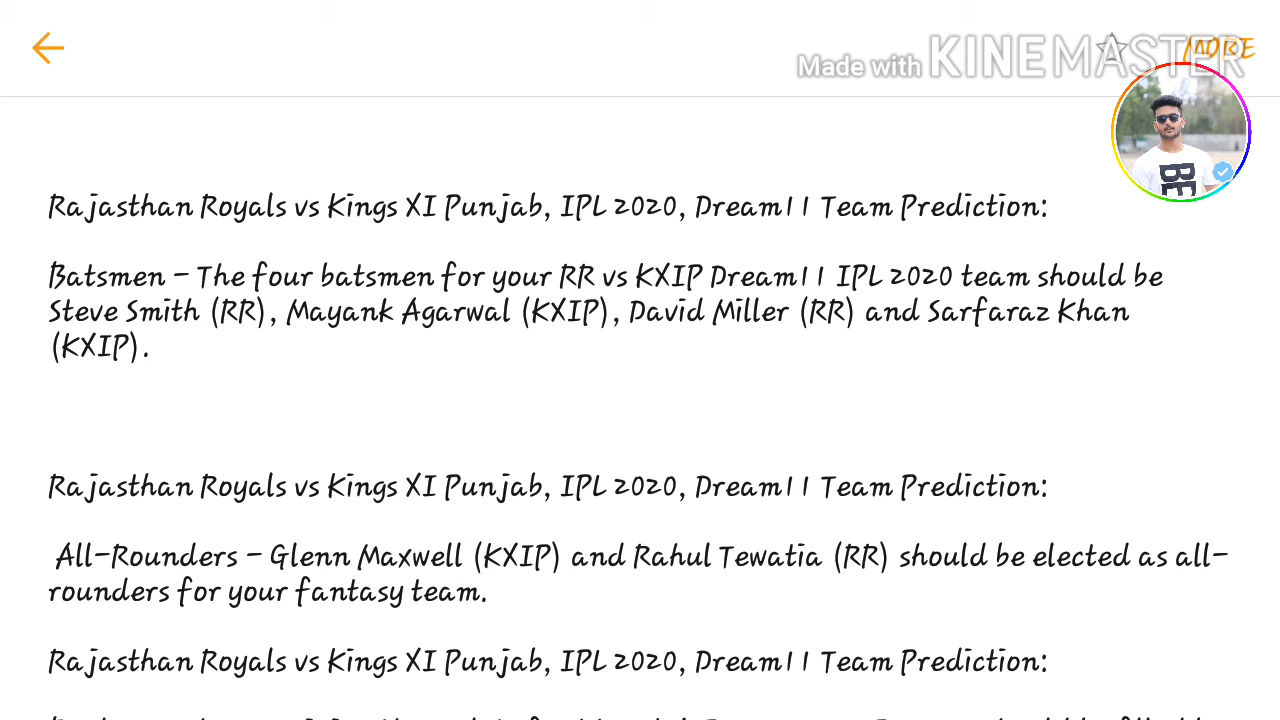 Made with KINEMASTER
MORE
BE
Rajasthan Royals vs Kings XI Punjab, IPL 2020, Dream11 Team Prediction:
Batsmen - The four batsmen for your RR vs KXIP Dream11 IPL 2020 team should be
Steve Smith (RR), Mayank Agarwal (KXIP), David Miller (RR) and Sarfaraz Khan
(KXIP).
Rajasthan Royals vs Kings XI Punjab, IPL 2020, Dream11 Team Prediction:
All-Rounders - Glenn Maxwell (KXIP) and Rahul Tewatia (RR) should be elected as all-
rounders for your fantasy team.
Rajasthan Royals vs Kings XI Punjab, IPL 2020, Dream11 Team Prediction: